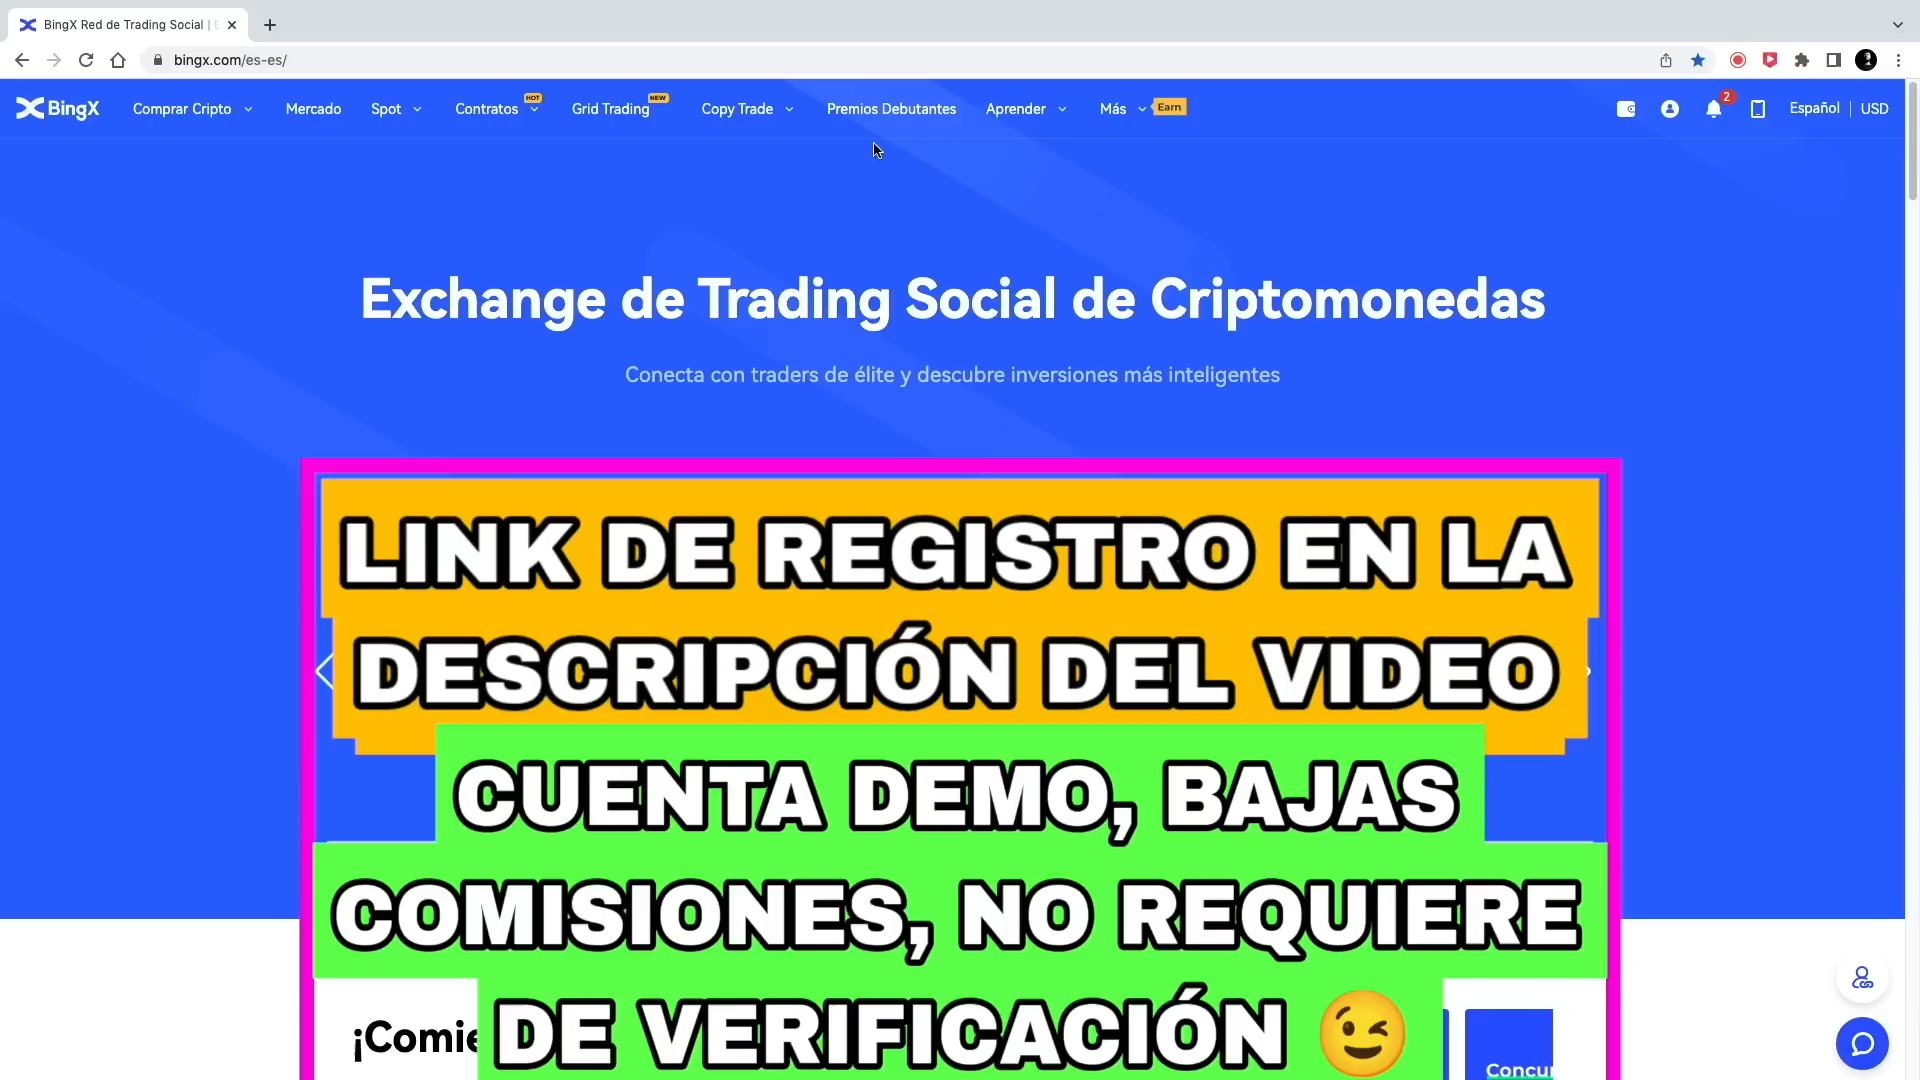 BingX Red de Trading Social |
bingx.com/es-es/
BingX
Comprar Cripto
Mercado
Spot
Contratos
HOT
Grid Trading
NEW
Copy Trade
Premios Debutantes
Aprender
Más
Earn
2
Español | USD
Exchange de Trading Social de Criptomonedas
Conecta con traders de élite y descubre inversiones más inteligentes
LINK DE REGISTRO EN LA
DESCRIPCIÓN DEL VIDEO
CUENTA DEMO, BAJAS
COMISIONES, NO REQUIERE
DE VERIFICACIÓN 😉
¡Comie
Concur